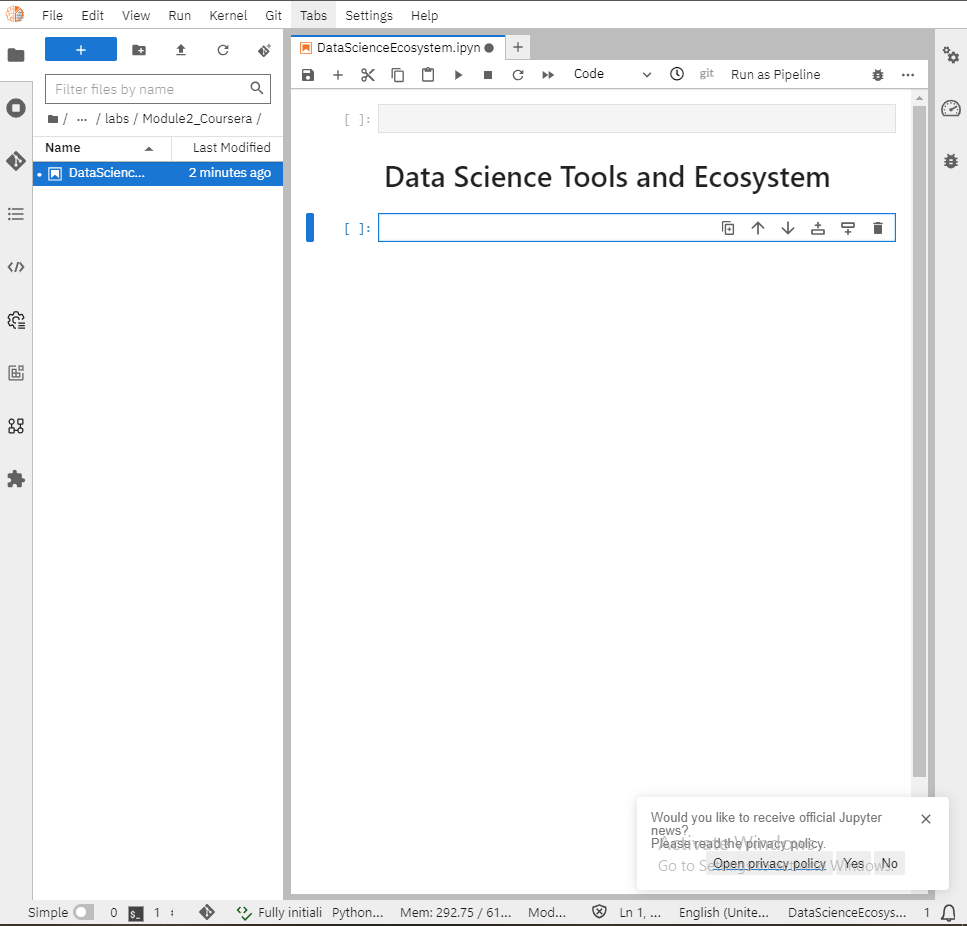 File Edit View Run Kernel Git Tabs Settings Help
+
Filter files by name
/ ... / labs / Module2_Coursera /
Name Last Modified
DataScienc... 2 minutes ago
DataScienceEcosystem.ipyn
+
Code git Run as Pipeline ...
[ ]:
Data Science Tools and Ecosystem
[ ]:
Would you like to receive official Jupyter
news?
Please read the privacy policy.
Open privacy policy Yes No
Activate Windows
Go to Settings to activate Windows.
Simple 0 $_ 1 Fully initiali Python... Mem: 292.75 / 61... Mod... Ln 1, ... English (Unite... DataScienceEcosys... 1